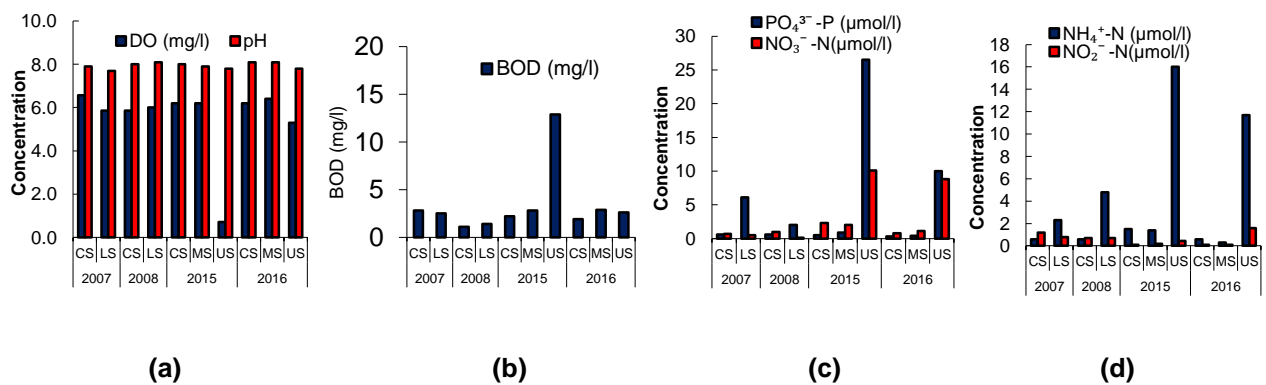 10.0
8.0
6.0
4.0
2.0
0.0
Concentration
DO (mg/l) pH
CS LS CS LS CS MS US CS MS US
2007 2008 2015 2016
(a)
20
15
10
5
0
BOD (mg/l)
BOD (mg/l)
CS LS CS LS CS MS US CS MS US
2007 2008 2015 2016
(b)
PO₄³⁻ -P (µmol/l)
NO₃⁻ -N(µmol/l)
30
25
20
15
10
5
0
Concentration
CS LS CS LS CS MS US CS MS US
2007 2008 2015 2016
(c)
NH₄⁺-N (µmol/l)
NO₂⁻ -N(µmol/l)
18
16
14
12
10
8
6
4
2
0
Concentration
CS LS CS LS CS MS US CS MS US
2007 2008 2015 2016
(d)